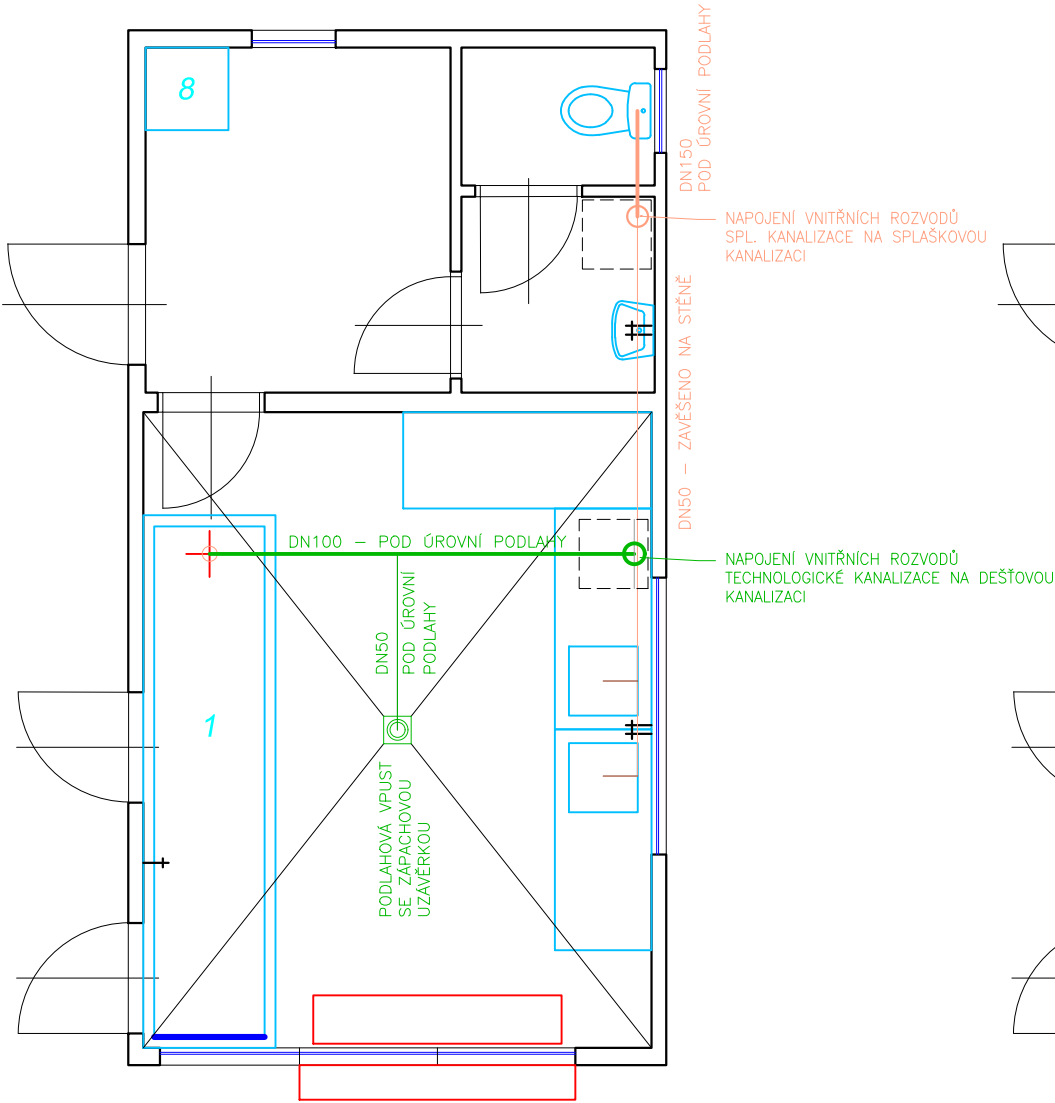 8
DN150
POD ÚROVNÍ PODLAHY
NAPOJENÍ VNITŘNÍCH ROZVODŮ
SPL. KANALIZACE NA SPLAŠKOVOU
KANALIZACI
DN50 – ZAVĚŠENO NA STĚNĚ
DN100 – POD ÚROVNÍ PODLAHY
NAPOJENÍ VNITŘNÍCH ROZVODŮ
TECHNOLOGICKÉ KANALIZACE NA DEŠŤOVOU
KANALIZACI
DN50
POD ÚROVNÍ
PODLAHY
1
PODLAHOVÁ VPUST
SE ZÁPACHOVOU
UZÁVĚRKOU